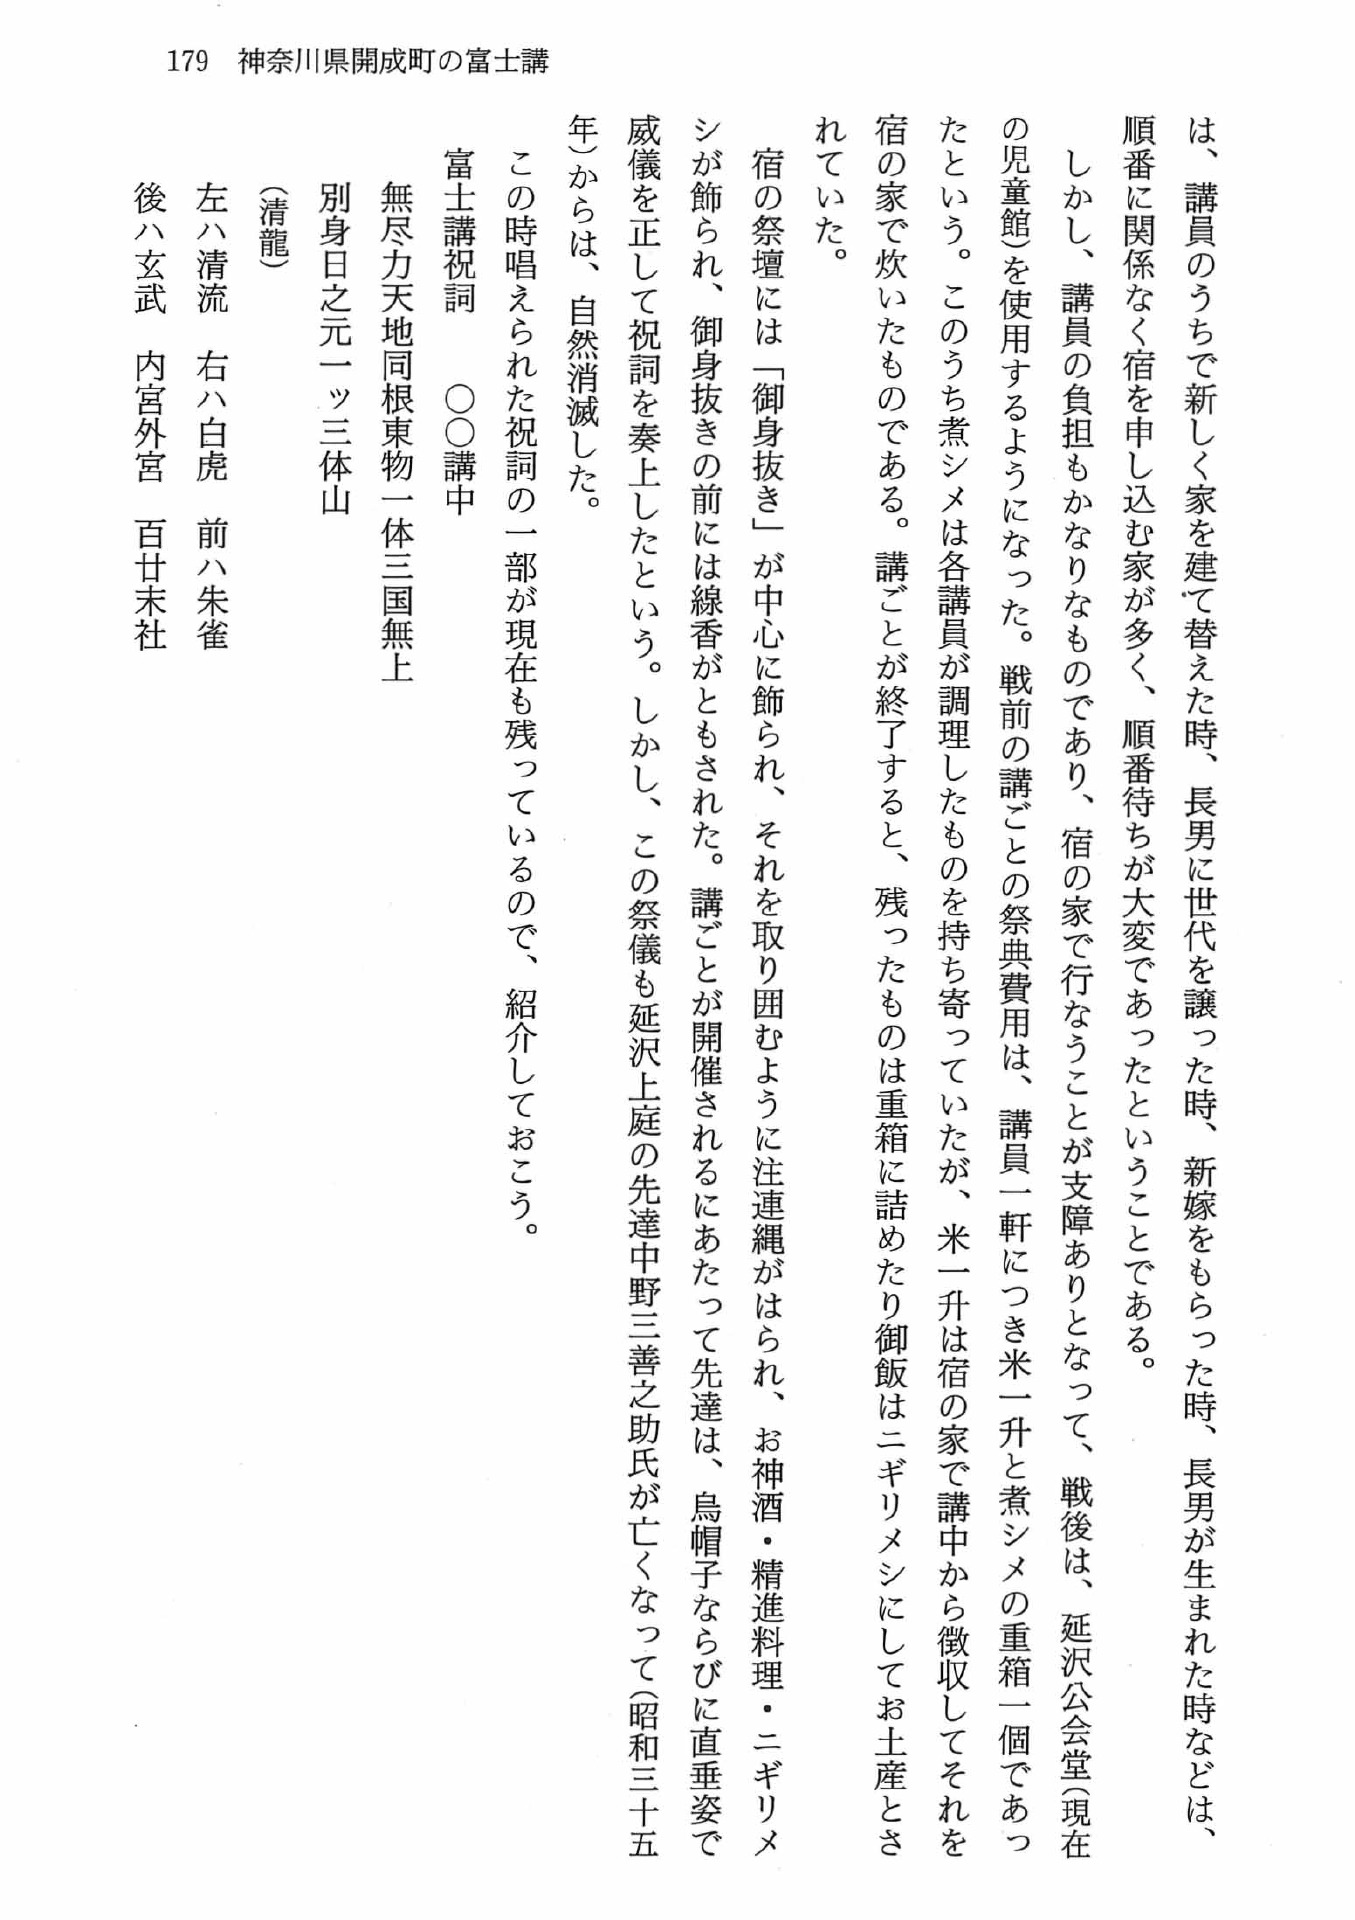 179　神奈川県開成町の富士講
は、講員のうちで新しく家を建て替えた時、長男に世代を譲った時、新嫁をもらった時、長男が生まれた時などは、
順番に関係なく宿を申し込む家が多く、順番待ちが大変であったということである。
　しかし、講員の負担もかなりなものであり、宿の家で行なうことが支障ありとなって、戦後は、延沢公会堂（現在
の児童館）を使用するようになった。戦前の講ごとの祭典費用は、講員一軒につき米一升と煮シメの重箱一個であっ
たという。このうち煮シメは各講員が調理したものを持ち寄っていたが、米一升は宿の家で講中から徴収してそれを
宿の家で炊いたものである。講ごとが終了すると、残ったものは重箱に詰めたり御飯はニギリメシにしてお土産とさ
れていた。
　宿の祭壇には「御身抜き」が中心に飾られ、それを取り囲むように注連縄がはられ、お神酒・精進料理・ニギリメ
シが飾られ、御身抜きの前には線香がともされた。講ごとが開催されるにあたって先達は、烏帽子ならびに直垂姿で
威儀を正して祝詞を奏上したという。しかし、この祭儀も延沢上庭の先達中野三善之助氏が亡くなって（昭和三十五
年）からは、自然消滅した。
　この時唱えられた祝詞の一部が現在も残っているので、紹介しておこう。
富士講祝詞　　〇〇講中
無尽力天地同根東物一体三国無上
別身日之元一ッ三体山
（清龍）
左ハ清流　右ハ白虎　前ハ朱雀
後ハ玄武　内宮外宮　百廿末社